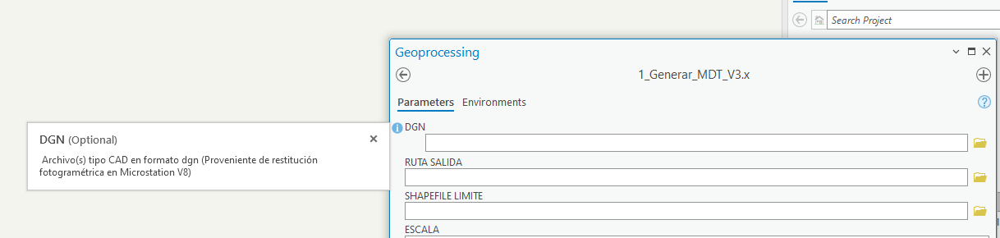 Search Project
Geoprocessing
1_Generar_MDT_V3.x
Parameters Environments
DGN (Optional)
Archivo(s) tipo CAD en formato dgn (Proveniente de restitución
fotogramétrica en Microstation V8)
DGN
RUTA SALIDA
SHAPEFILE LIMITE
ESCALA